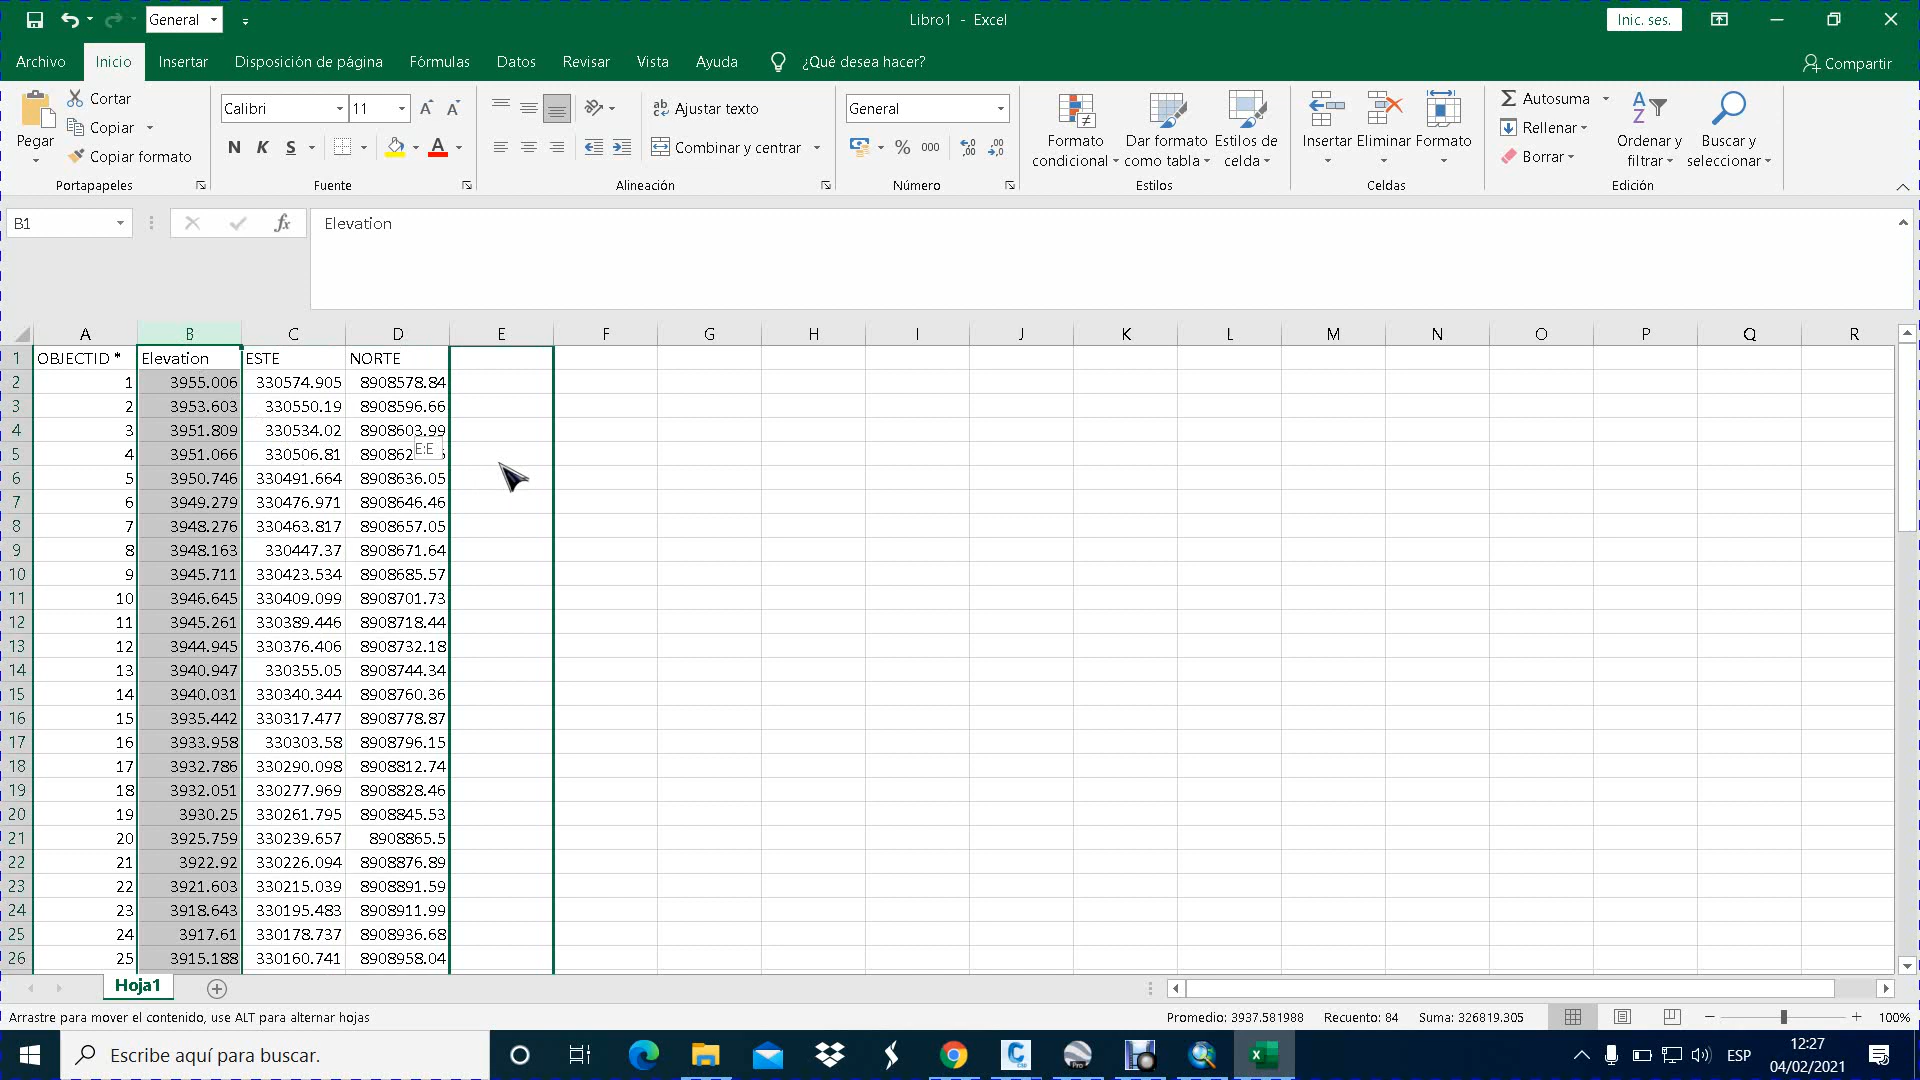 General
Libro1 - Excel
Inic. ses.
Archivo Inicio Insertar Disposición de página Fórmulas Datos Revisar Vista Ayuda ¿Qué desea hacer? Compartir
Pegar
Cortar
Copiar
Copiar formato
Portapapeles
Calibri 11
N K S
Fuente
Ajustar texto
Combinar y centrar
Alineación
General
% 000
Número
Formato condicional
Dar formato como tabla
Estilos de celda
Estilos
Insertar Eliminar Formato
Celdas
Autosuma
Rellenar
Borrar
Ordenar y filtrar
Buscar y seleccionar
Edición
B1 fx Elevation
A B C D E F G H I J K L M N O P Q R
1 OBJECTID * Elevation ESTE NORTE
2 1 3955.006 330574.905 8908578.84
3 2 3953.603 330550.19 8908596.66
4 3 3951.809 330534.02 8908603.99
5 4 3951.066 330506.81 890862
E:E
6 5 3950.746 330491.664 8908636.05
7 6 3949.279 330476.971 8908646.46
8 7 3948.276 330463.817 8908657.05
9 8 3948.163 330447.37 8908671.64
10 9 3945.711 330423.534 8908685.57
11 10 3946.645 330409.099 8908701.73
12 11 3945.261 330389.446 8908718.44
13 12 3944.945 330376.406 8908732.18
14 13 3940.947 330355.05 8908744.34
15 14 3940.031 330340.344 8908760.36
16 15 3935.442 330317.477 8908778.87
17 16 3933.958 330303.58 8908796.15
18 17 3932.786 330290.098 8908812.74
19 18 3932.051 330277.969 8908828.46
20 19 3930.25 330261.795 8908845.53
21 20 3925.759 330239.657 8908865.5
22 21 3922.92 330226.094 8908876.89
23 22 3921.603 330215.039 8908891.59
24 23 3918.643 330195.483 8908911.99
25 24 3917.61 330178.737 8908936.68
26 25 3915.188 330160.741 8908958.04
Hoja1
Arrastre para mover el contenido, use ALT para alternar hojas
Promedio: 3937.581988 Recuento: 84 Suma: 326819.305 100%
Escribe aquí para buscar.
ESP
12:27
04/02/2021